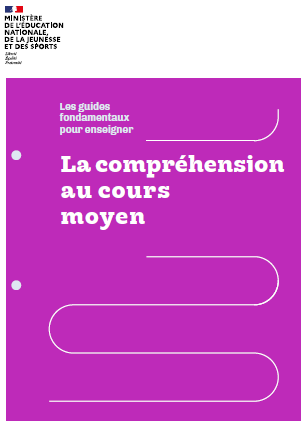 MINISTÈRE
DE L'ÉDUCATION
NATIONALE,
DE LA JEUNESSE
ET DES SPORTS
Liberté
Égalité
Fraternité
Les guides
fondamentaux
pour enseigner
La compréhension
au cours
moyen